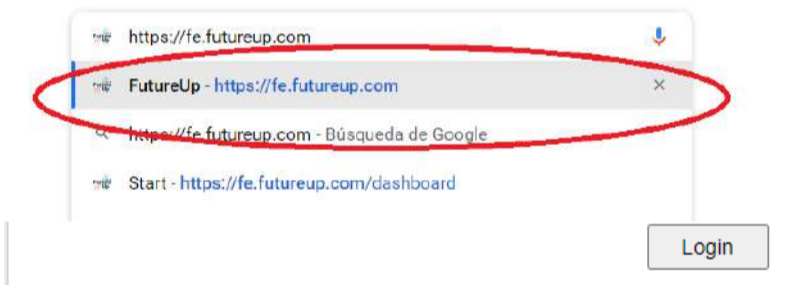 https://fe.futureup.com
FutureUp - https://fe.futureup.com
https://fe.futureup.com - Búsqueda de Google
Start - https://fe.futureup.com/dashboard
Login